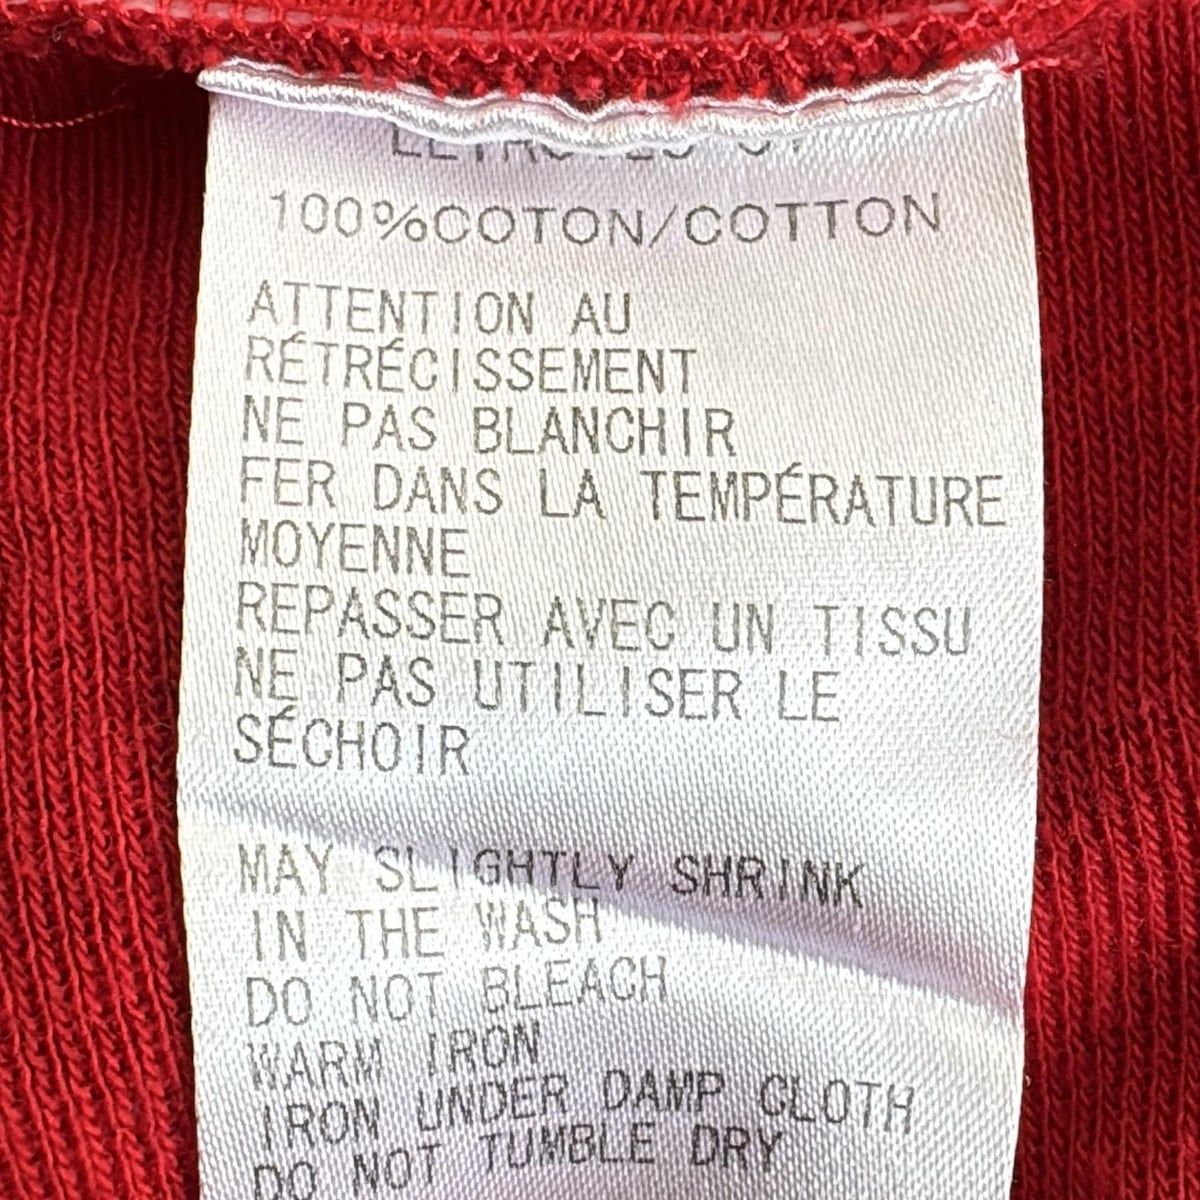 100%COTON/COTTON
ATTENTION AU
RÉTRÉCISSEMENT
NE PAS BLANCHIR
FER DANS LA TEMPÉRATURE
MOYENNE
REPASSER AVEC UN TISSU
NE PAS UTILISER LE
SÉCHOIR
MAY SLIGHTLY SHRINK
IN THE WASH
DO NOT BLEACH
WARM IRON
IRON UNDER DAMP CLOTH
DO NOT TUMBLE DRY